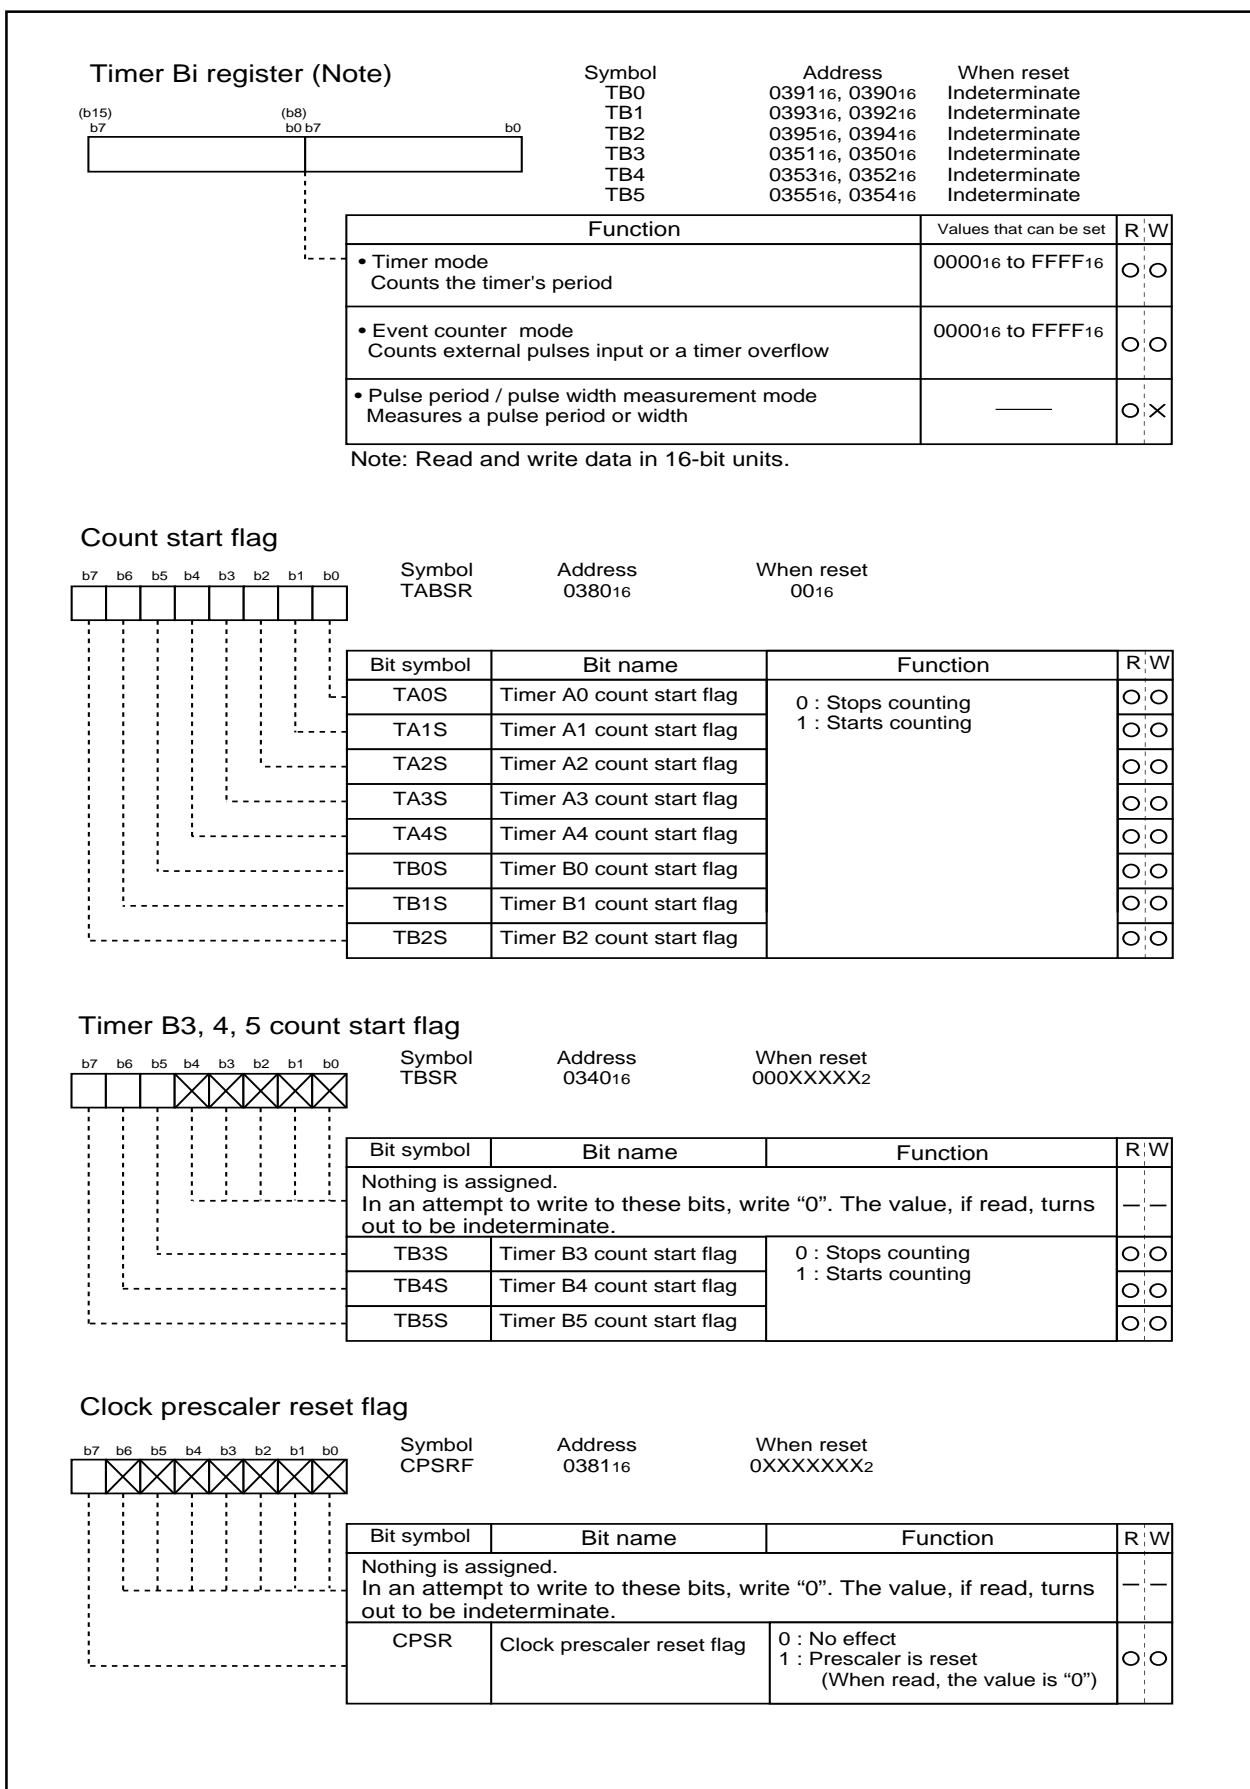 Timer Bi register (Note)
Symbol Address When reset
TB0 039116, 039016 Indeterminate
TB1 039316, 039216 Indeterminate
TB2 039516, 039416 Indeterminate
TB3 035116, 035016 Indeterminate
TB4 035316, 035216 Indeterminate
TB5 035516, 035416 Indeterminate
(b15) (b8)
b7 b0 b7 b0
Function Values that can be set R W
• Timer mode 000016 to FFFF16
Counts the timer's period
• Event counter mode 000016 to FFFF16
Counts external pulses input or a timer overflow
• Pulse period / pulse width measurement mode
Measures a pulse period or width
Note: Read and write data in 16-bit units.
Count start flag
b7 b6 b5 b4 b3 b2 b1 b0
Symbol Address When reset
TABSR 038016 0016
Bit symbol Bit name Function R W
TA0S Timer A0 count start flag 0 : Stops counting
TA1S Timer A1 count start flag 1 : Starts counting
TA2S Timer A2 count start flag
TA3S Timer A3 count start flag
TA4S Timer A4 count start flag
TB0S Timer B0 count start flag
TB1S Timer B1 count start flag
TB2S Timer B2 count start flag
Timer B3, 4, 5 count start flag
b7 b6 b5 b4 b3 b2 b1 b0
Symbol Address When reset
TBSR 034016 000XXXXX2
Bit symbol Bit name Function R W
Nothing is assigned.
In an attempt to write to these bits, write “0”. The value, if read, turns
out to be indeterminate.
TB3S Timer B3 count start flag 0 : Stops counting
TB4S Timer B4 count start flag 1 : Starts counting
TB5S Timer B5 count start flag
Clock prescaler reset flag
b7 b6 b5 b4 b3 b2 b1 b0
Symbol Address When reset
CPSRF 038116 0XXXXXXX2
Bit symbol Bit name Function R W
Nothing is assigned.
In an attempt to write to these bits, write “0”. The value, if read, turns
out to be indeterminate.
CPSR Clock prescaler reset flag 0 : No effect
1 : Prescaler is reset
(When read, the value is “0”)